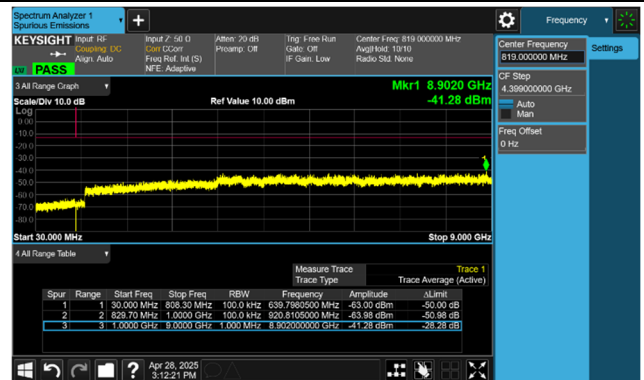 Spectrum Analyzer 1
Spurious Emissions
Frequency
KEYSIGHT
Input: RF
Coupling: DC
Align: Auto
Input Z: 50 Ω
Corr CCorr
Freq Ref: Int (S)
NFE: Adaptive
Atten: 20 dB
Preamp: Off
Trig: Free Run
Gate: Off
IF Gain: Low
Center Freq: 819.000000 MHz
Avg|Hold: 10/10
Radio Std: None
PASS
Center Frequency
819.000000 MHz
Settings
CF Step
4.399000000 GHz
Auto
Man
Freq Offset
0 Hz
3 All Range Graph
Mkr1 8.9020 GHz
Scale/Div 10.0 dB
Ref Value 10.00 dBm
-41.28 dBm
Log
0.00
-10.0
-20.0
-30.0
-40.0
-50.0
-60.0
-70.0
-80.0
1
Start 30.000 MHz
Stop 9.000 GHz
4 All Range Table
Measure Trace Trace 1
Trace Type Trace Average (Active)
Spur Range Start Freq Stop Freq RBW Frequency Amplitude ΔLimit
1 1 30.000 MHz 808.30 MHz 100.0 kHz 639.7980500 MHz -63.00 dBm -50.00 dB
2 2 829.70 MHz 1.0000 GHz 100.0 kHz 920.8105000 MHz -63.98 dBm -50.98 dB
3 3 1.0000 GHz 9.0000 GHz 1.000 MHz 8.902000000 GHz -41.28 dBm -28.28 dB
Apr 28, 2025
3:12:21 PM